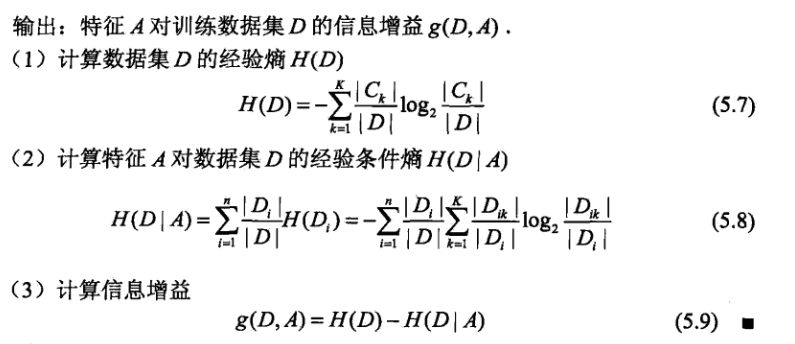 输出：特征 A 对训练数据集 D 的信息增益 g(D, A) .
（1）计算数据集 D 的经验熵 H(D)
H(D) = -\sum_{k=1}^{K} \frac{|C_k|}{|D|} \log_2 \frac{|C_k|}{|D|} (5.7)
（2）计算特征 A 对数据集 D 的经验条件熵 H(D | A)
H(D | A) = \sum_{i=1}^{n} \frac{|D_i|}{|D|} H(D_i) = -\sum_{i=1}^{n} \frac{|D_i|}{|D|} \sum_{k=1}^{K} \frac{|D_{ik}|}{|D_i|} \log_2 \frac{|D_{ik}|}{|D_i|} (5.8)
（3）计算信息增益
g(D, A) = H(D) - H(D | A) (5.9) ■